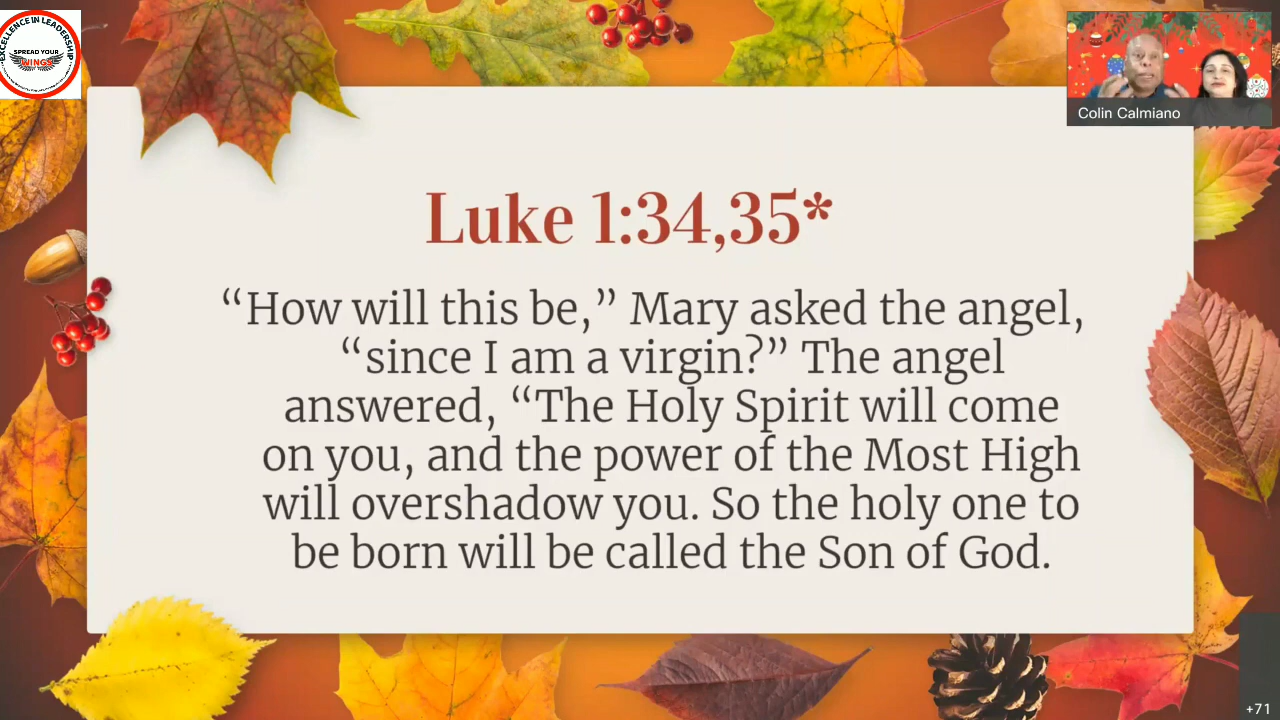 EXCELLENCE IN LEADERSHIP
SPREAD YOUR
WINGS
Colin Calmiano
Luke 1:34,35*
“How will this be,” Mary asked the angel,
“since I am a virgin?” The angel
answered, “The Holy Spirit will come
on you, and the power of the Most High
will overshadow you. So the holy one to
be born will be called the Son of God.
+71